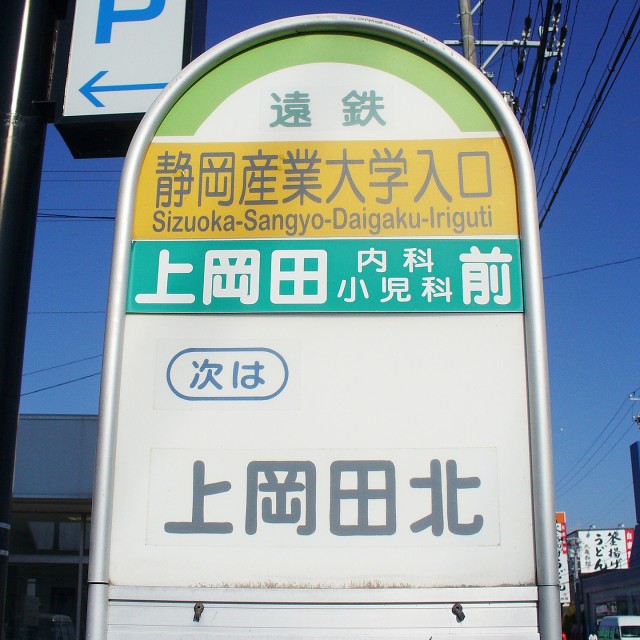 P
←
遠鉄
静岡産業大学入口
Sizuoka-Sangyo-Daigaku-Iriguti
上岡田内科小児科前
次は
上岡田北
釜揚げ
うどん